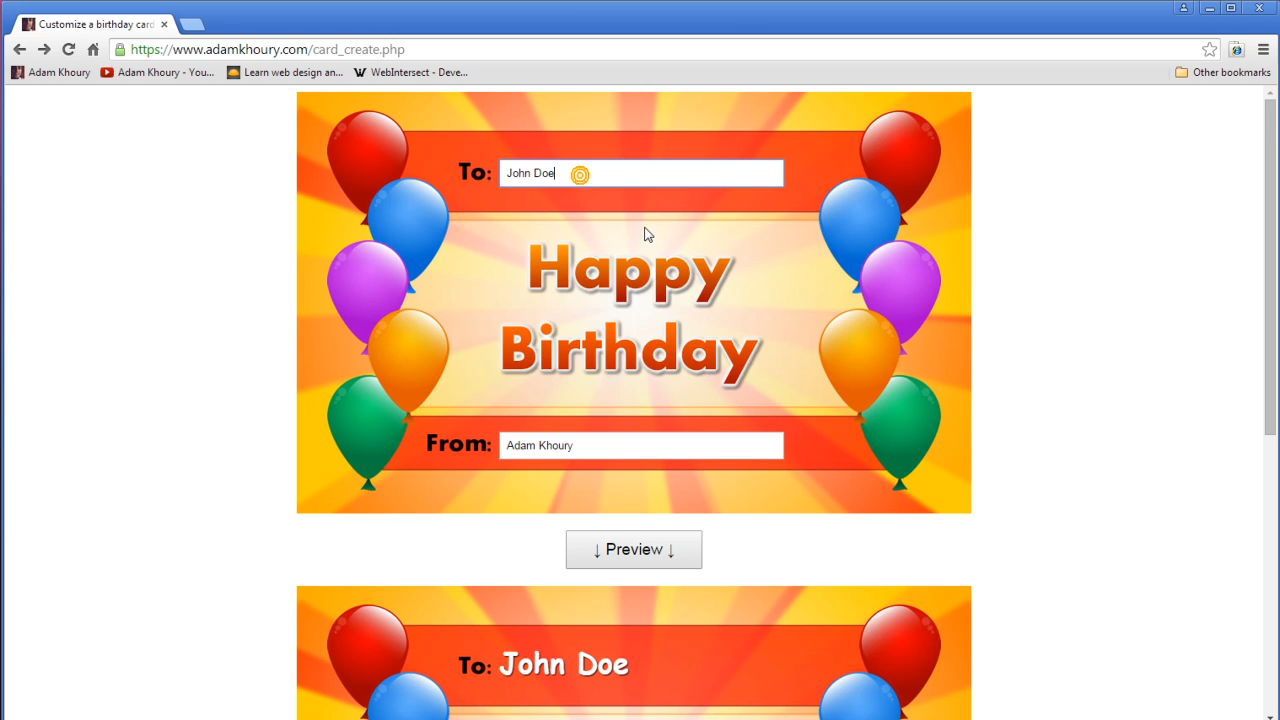 Customize a birthday card
https://www.adamkhoury.com/card_create.php
Adam Khoury
Adam Khoury - You...
Learn web design an...
W WebIntersect - Deve...
Other bookmarks
To: John Doe
Happy
Birthday
From: Adam Khoury
↓ Preview ↓
To: John Doe